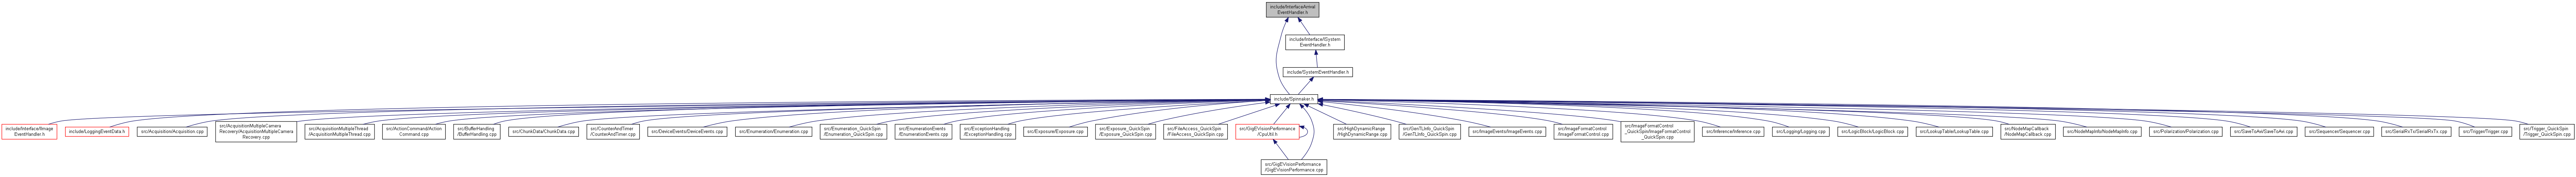 include/InterfaceArrival
EventHandler.h
include/Interface/ISystem
EventHandler.h
include/SystemEventHandler.h
include/Spinnaker.h
include/Interface/IImage
EventHandler.h
include/LoggingEventData.h
src/Acquisition/Acquisition.cpp
src/AcquisitionMultipleCamera
Recovery/AcquisitionMultipleCamera
Recovery.cpp
src/AcquisitionMultipleThread
/AcquisitionMultipleThread.cpp
src/ActionCommand/Action
Command.cpp
src/BufferHandling
/BufferHandling.cpp
src/ChunkData/ChunkData.cpp
src/CounterAndTimer
/CounterAndTimer.cpp
src/DeviceEvents/DeviceEvents.cpp
src/Enumeration/Enumeration.cpp
src/Enumeration_QuickSpin
/Enumeration_QuickSpin.cpp
src/EnumerationEvents
/EnumerationEvents.cpp
src/ExceptionHandling
/ExceptionHandling.cpp
src/Exposure/Exposure.cpp
src/Exposure_QuickSpin
/Exposure_QuickSpin.cpp
src/FileAccess_QuickSpin
/FileAccess_QuickSpin.cpp
src/GigEVisionPerformance
/CpuUtil.h
src/HighDynamicRange
/HighDynamicRange.cpp
src/GenTLInfo_QuickSpin
/GenTLInfo_QuickSpin.cpp
src/ImageEvents/ImageEvents.cpp
src/ImageFormatControl
/ImageFormatControl.cpp
src/ImageFormatControl
_QuickSpin/ImageFormatControl
_QuickSpin.cpp
src/Inference/Inference.cpp
src/Logging/Logging.cpp
src/LogicBlock/LogicBlock.cpp
src/LookupTable/LookupTable.cpp
src/NodeMapCallback
/NodeMapCallback.cpp
src/NodeMapInfo/NodeMapInfo.cpp
src/Polarization/Polarization.cpp
src/SaveToAvi/SaveToAvi.cpp
src/Sequencer/Sequencer.cpp
src/SerialRxTx/SerialRxTx.cpp
src/Trigger/Trigger.cpp
src/Trigger_QuickSpin
/Trigger_QuickSpin.cpp
src/GigEVisionPerformance
/GigEVisionPerformance.cpp